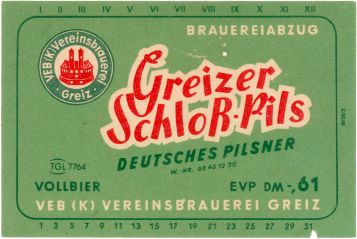 I II III IV V VI VII VIII IX X XI XII
BRAUEREIABZUG
VEB (K) Vereinsbrauerei
· Greiz ·
Greizer
Schloß-Pils
DEUTSCHES PILSNER
W.-NR. 68 45 12 30
TGL 7764
VOLLBIER
EVP DM -,61
VEB (K) VEREINSBRAUEREI GREIZ
1 3 5 7 9 11 13 15 17 19 21 23 25 27 29 31